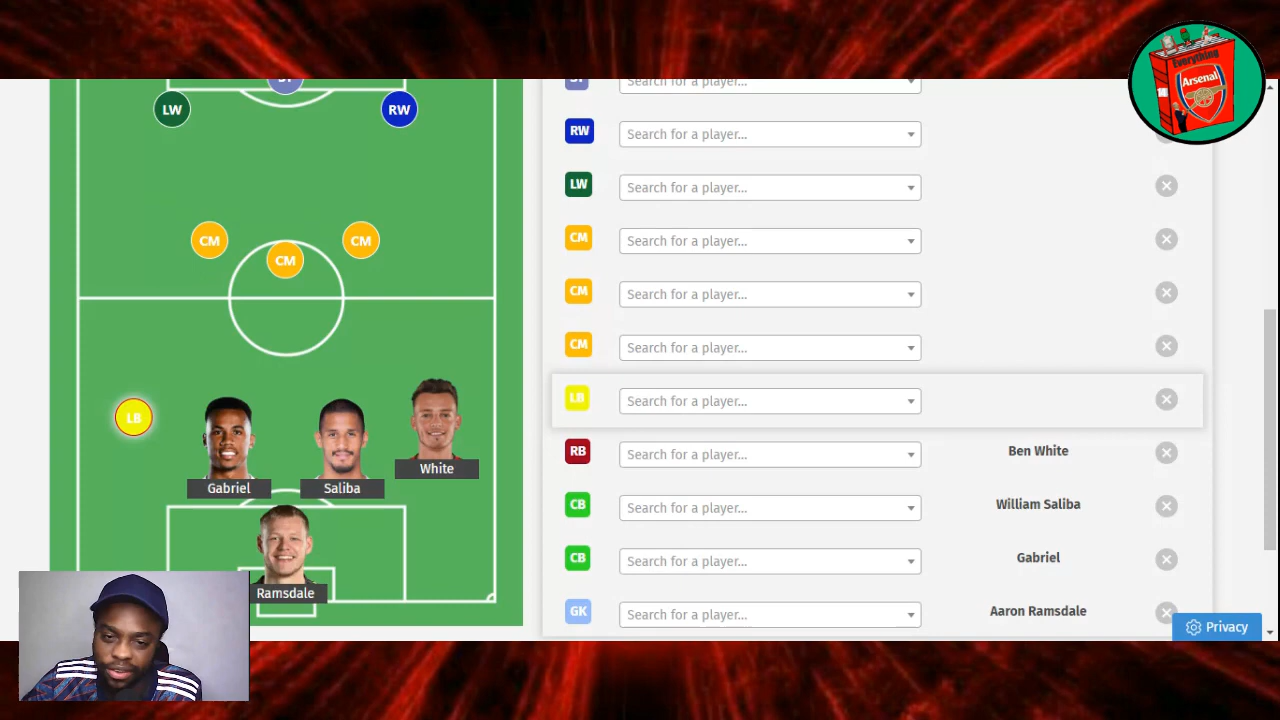 LW
RW
CM
CM
CM
LB
Gabriel
Saliba
White
Ramsdale
Search for a player...
RW
Search for a player...
LW
Search for a player...
CM
Search for a player...
CM
Search for a player...
CM
Search for a player...
LB
Search for a player...
RB
Search for a player...
Ben White
CB
Search for a player...
William Saliba
CB
Search for a player...
Gabriel
GK
Search for a player...
Aaron Ramsdale
Privacy
Everything
Arsenal